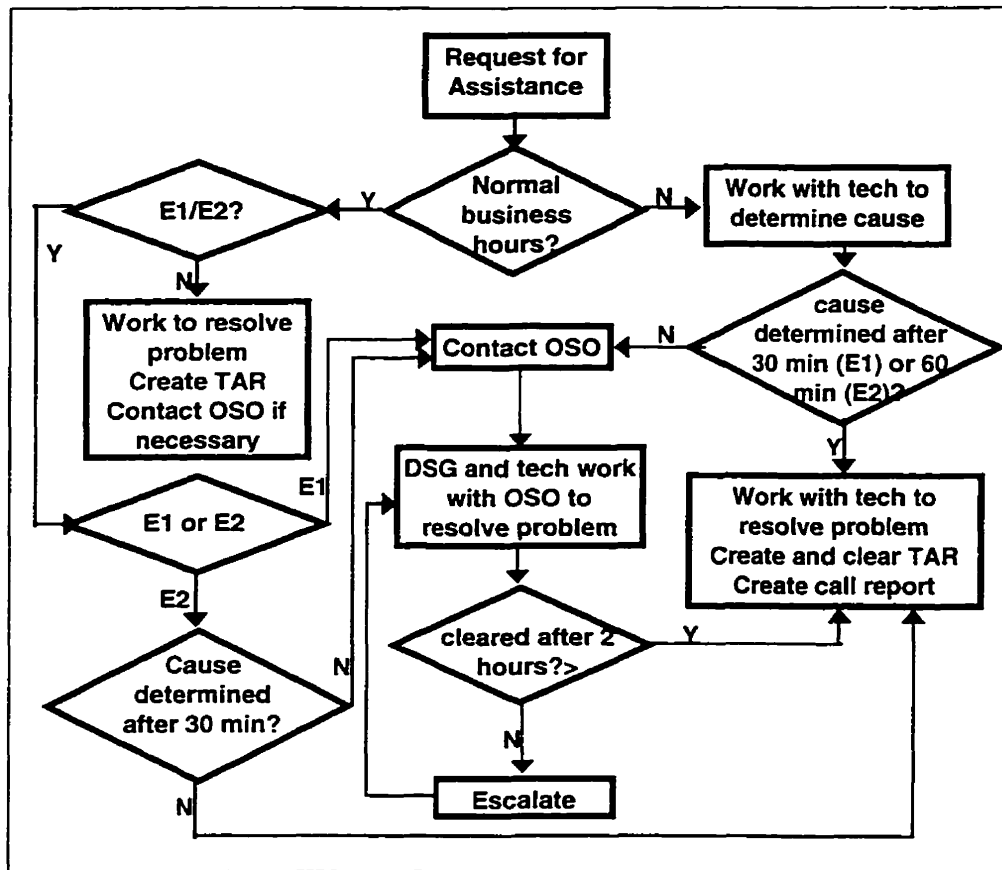 Request for
Assistance
Normal
business
hours?
Y
N
E1/E2?
Y
N
Work with tech to
determine cause
Work to resolve
problem
Create TAR
Contact OSO if
necessary
Contact OSO
N
cause
determined after
30 min (E1) or 60
min (E2)?
Y
E1 or E2
E1
E2
DSG and tech work
with OSO to
resolve problem
Work with tech to
resolve problem
Create and clear TAR
Create call report
cleared after 2
hours?>
Y
N
Cause
determined
after 30 min?
N
N
Escalate